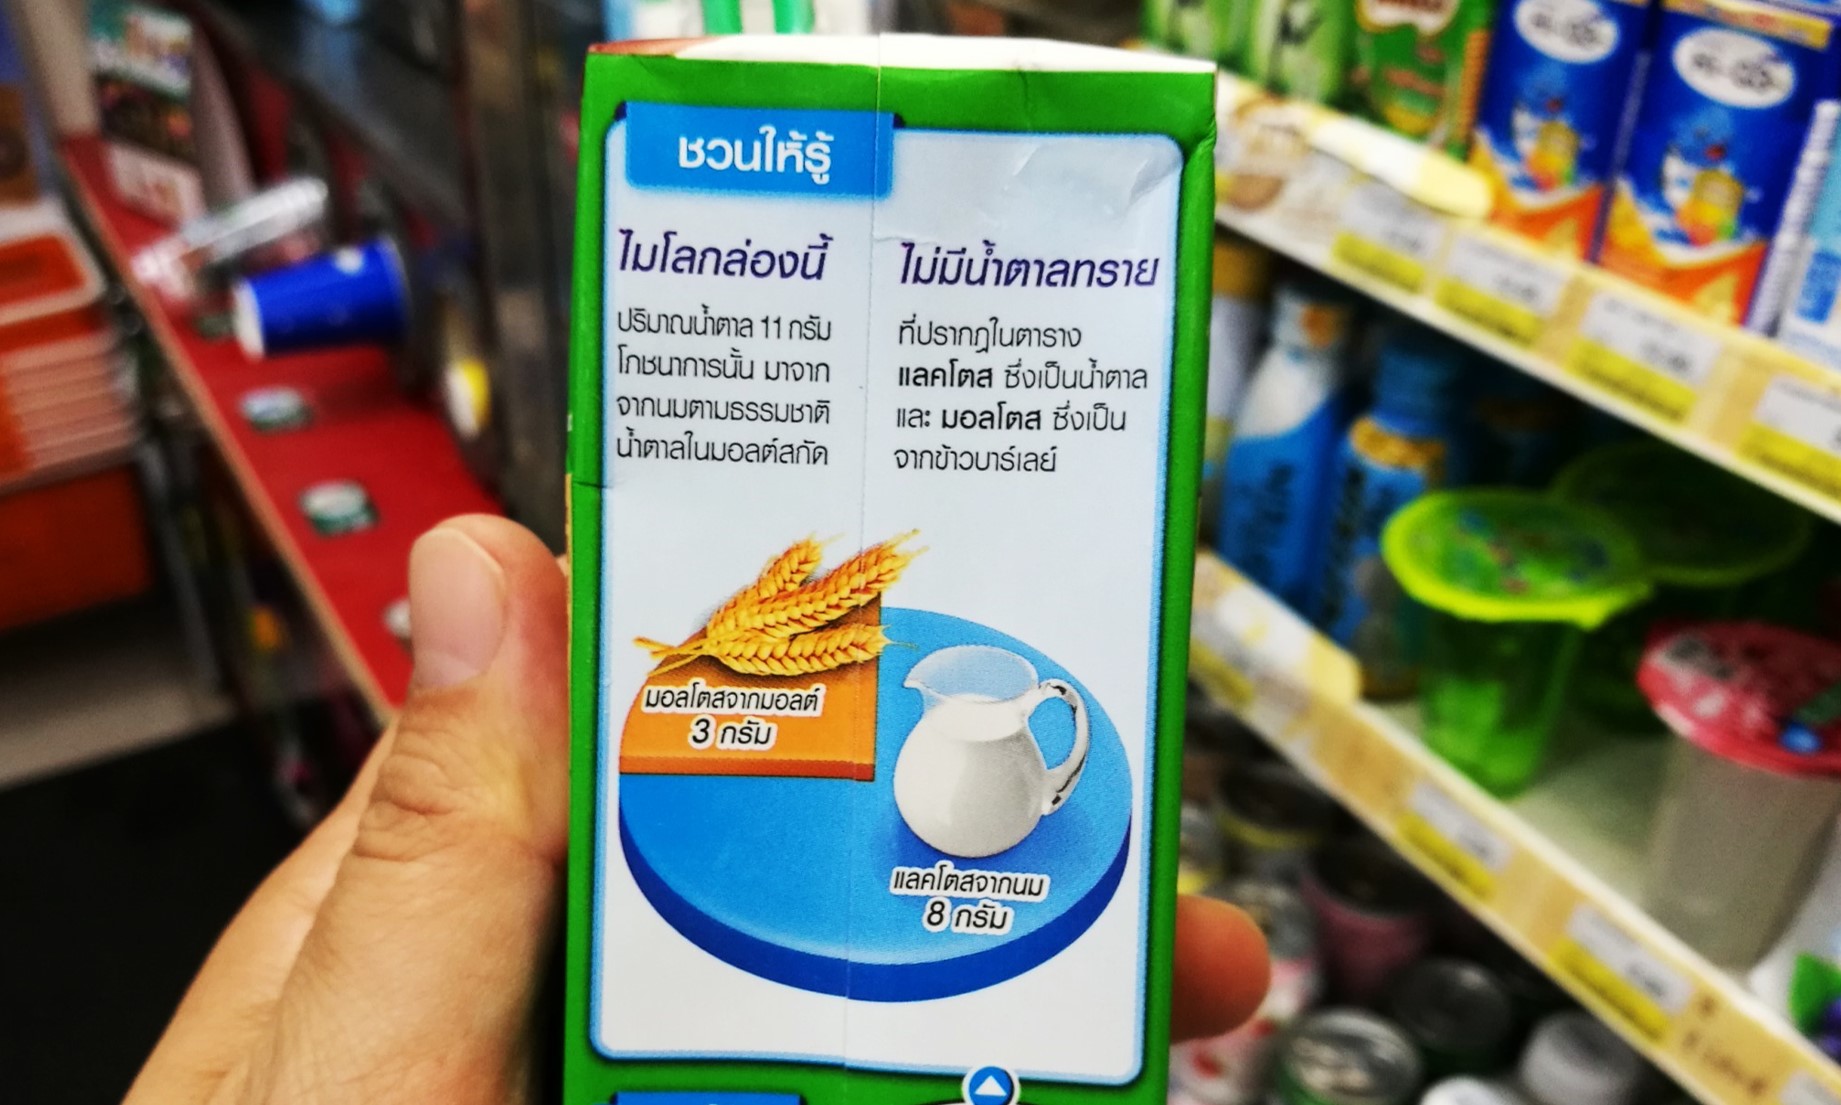 ชวนให้รู้
ไมโลกล่องนี้ ไม่มีน้ำตาลทราย
ปริมาณน้ำตาล 11 กรัม ที่ปรากฏในตาราง
โภชนาการนั้น มาจาก แลคโตส ซึ่งเป็นน้ำตาล
จากนมตามธรรมชาติ และ มอลโตส ซึ่งเป็น
น้ำตาลในมอลต์สกัด จากข้าวบาร์เลย์
มอลโตสจากมอลต์
3 กรัม
แลคโตสจากนม
8 กรัม